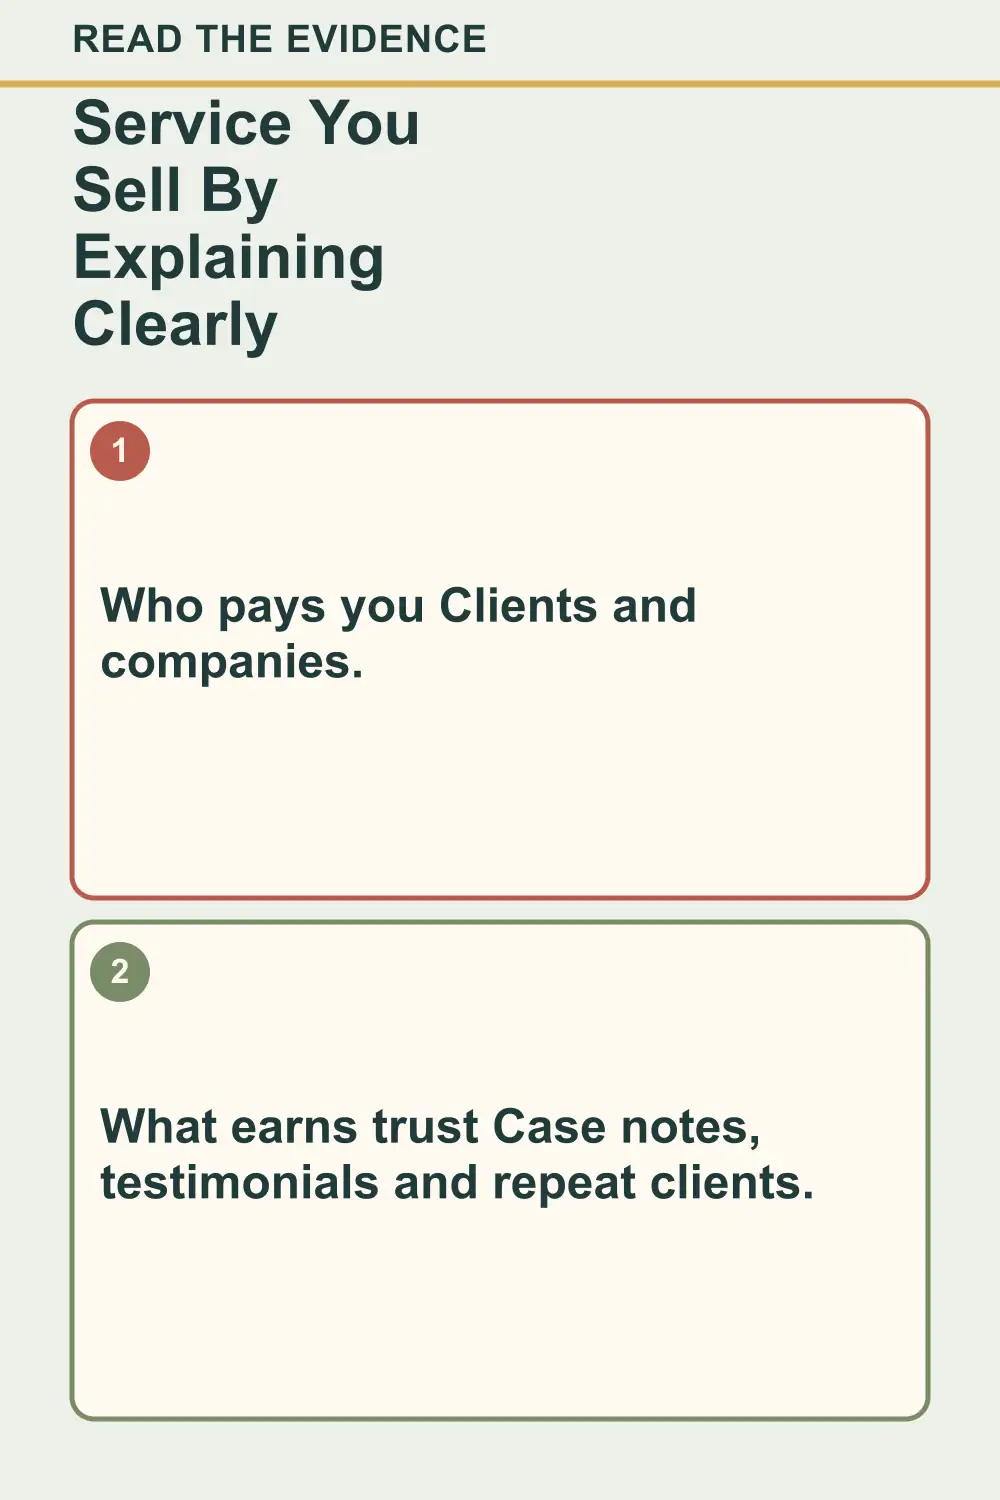 READ THE EVIDENCE
Service You
Sell By
Explaining
Clearly
1
Who pays you Clients and
companies.
2
What earns trust Case notes,
testimonials and repeat clients.